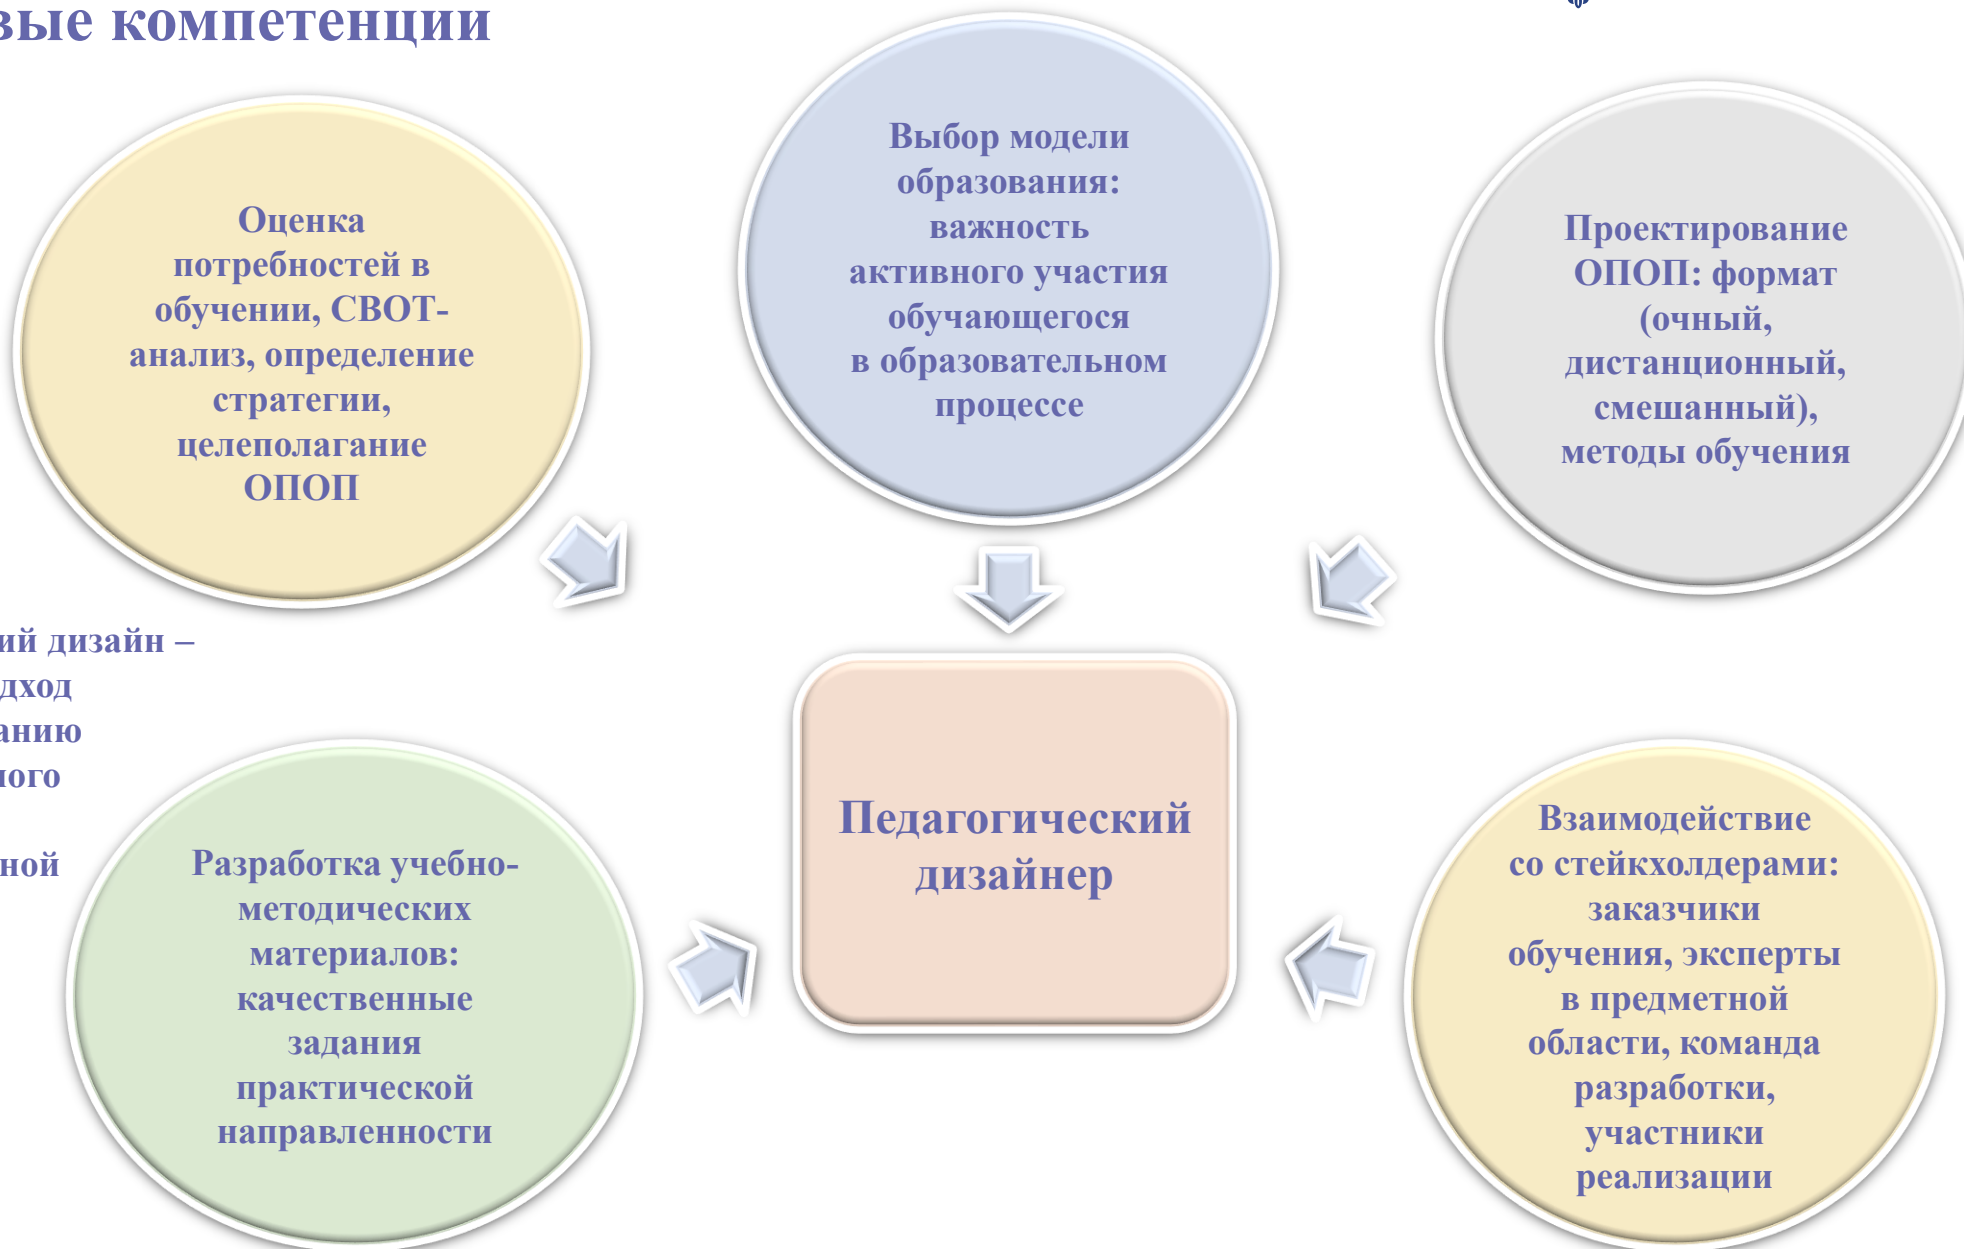 вые компетенции
Оценка
потребностей в
обучении, СВОТ-
анализ, определение
стратегии,
целеполагание
ОПОП
Выбор модели
образования:
важность
активного участия
обучающегося
в образовательном
процессе
Проектирование
ОПОП: формат
(очный,
дистанционный,
смешанный),
методы обучения
ий дизайн –
дход
анию
ного
ной
Разработка учебно-
методических
материалов:
качественные
задания
практической
направленности
Педагогический
дизайнер
Взаимодействие
со стейкхолдерами:
заказчики
обучения, эксперты
в предметной
области, команда
разработки,
участники
реализации